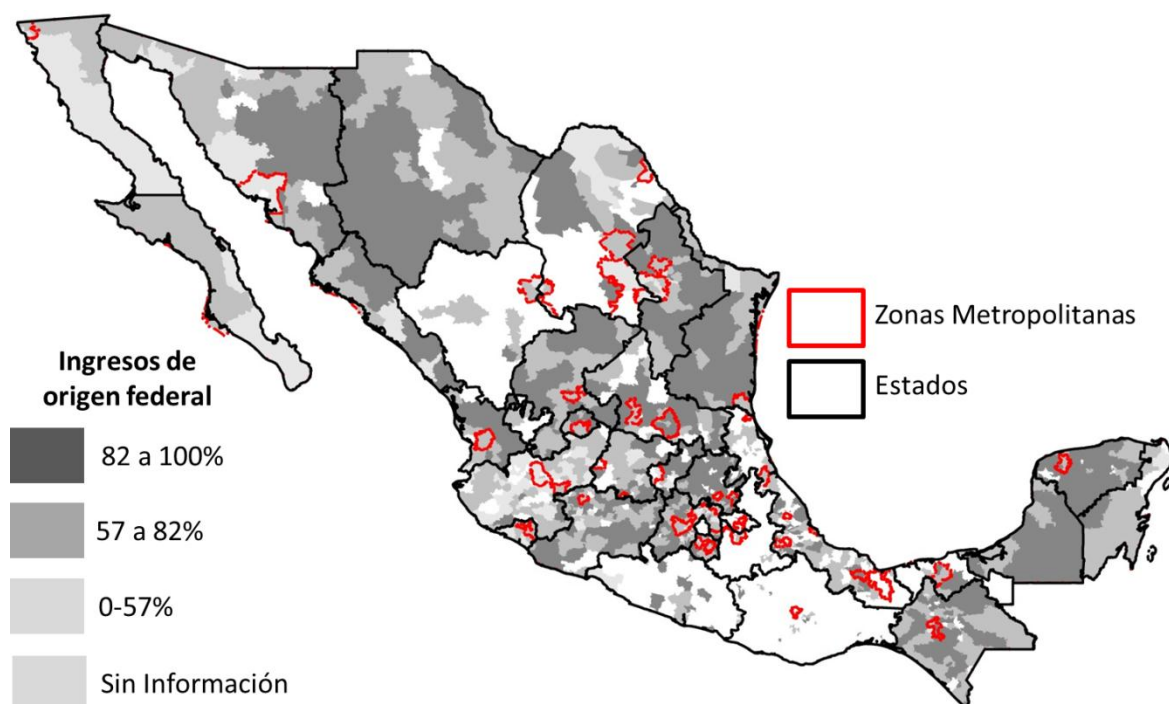 Zonas Metropolitanas
Estados
Ingresos de
origen federal
82 a 100%
57 a 82%
0-57%
Sin Información